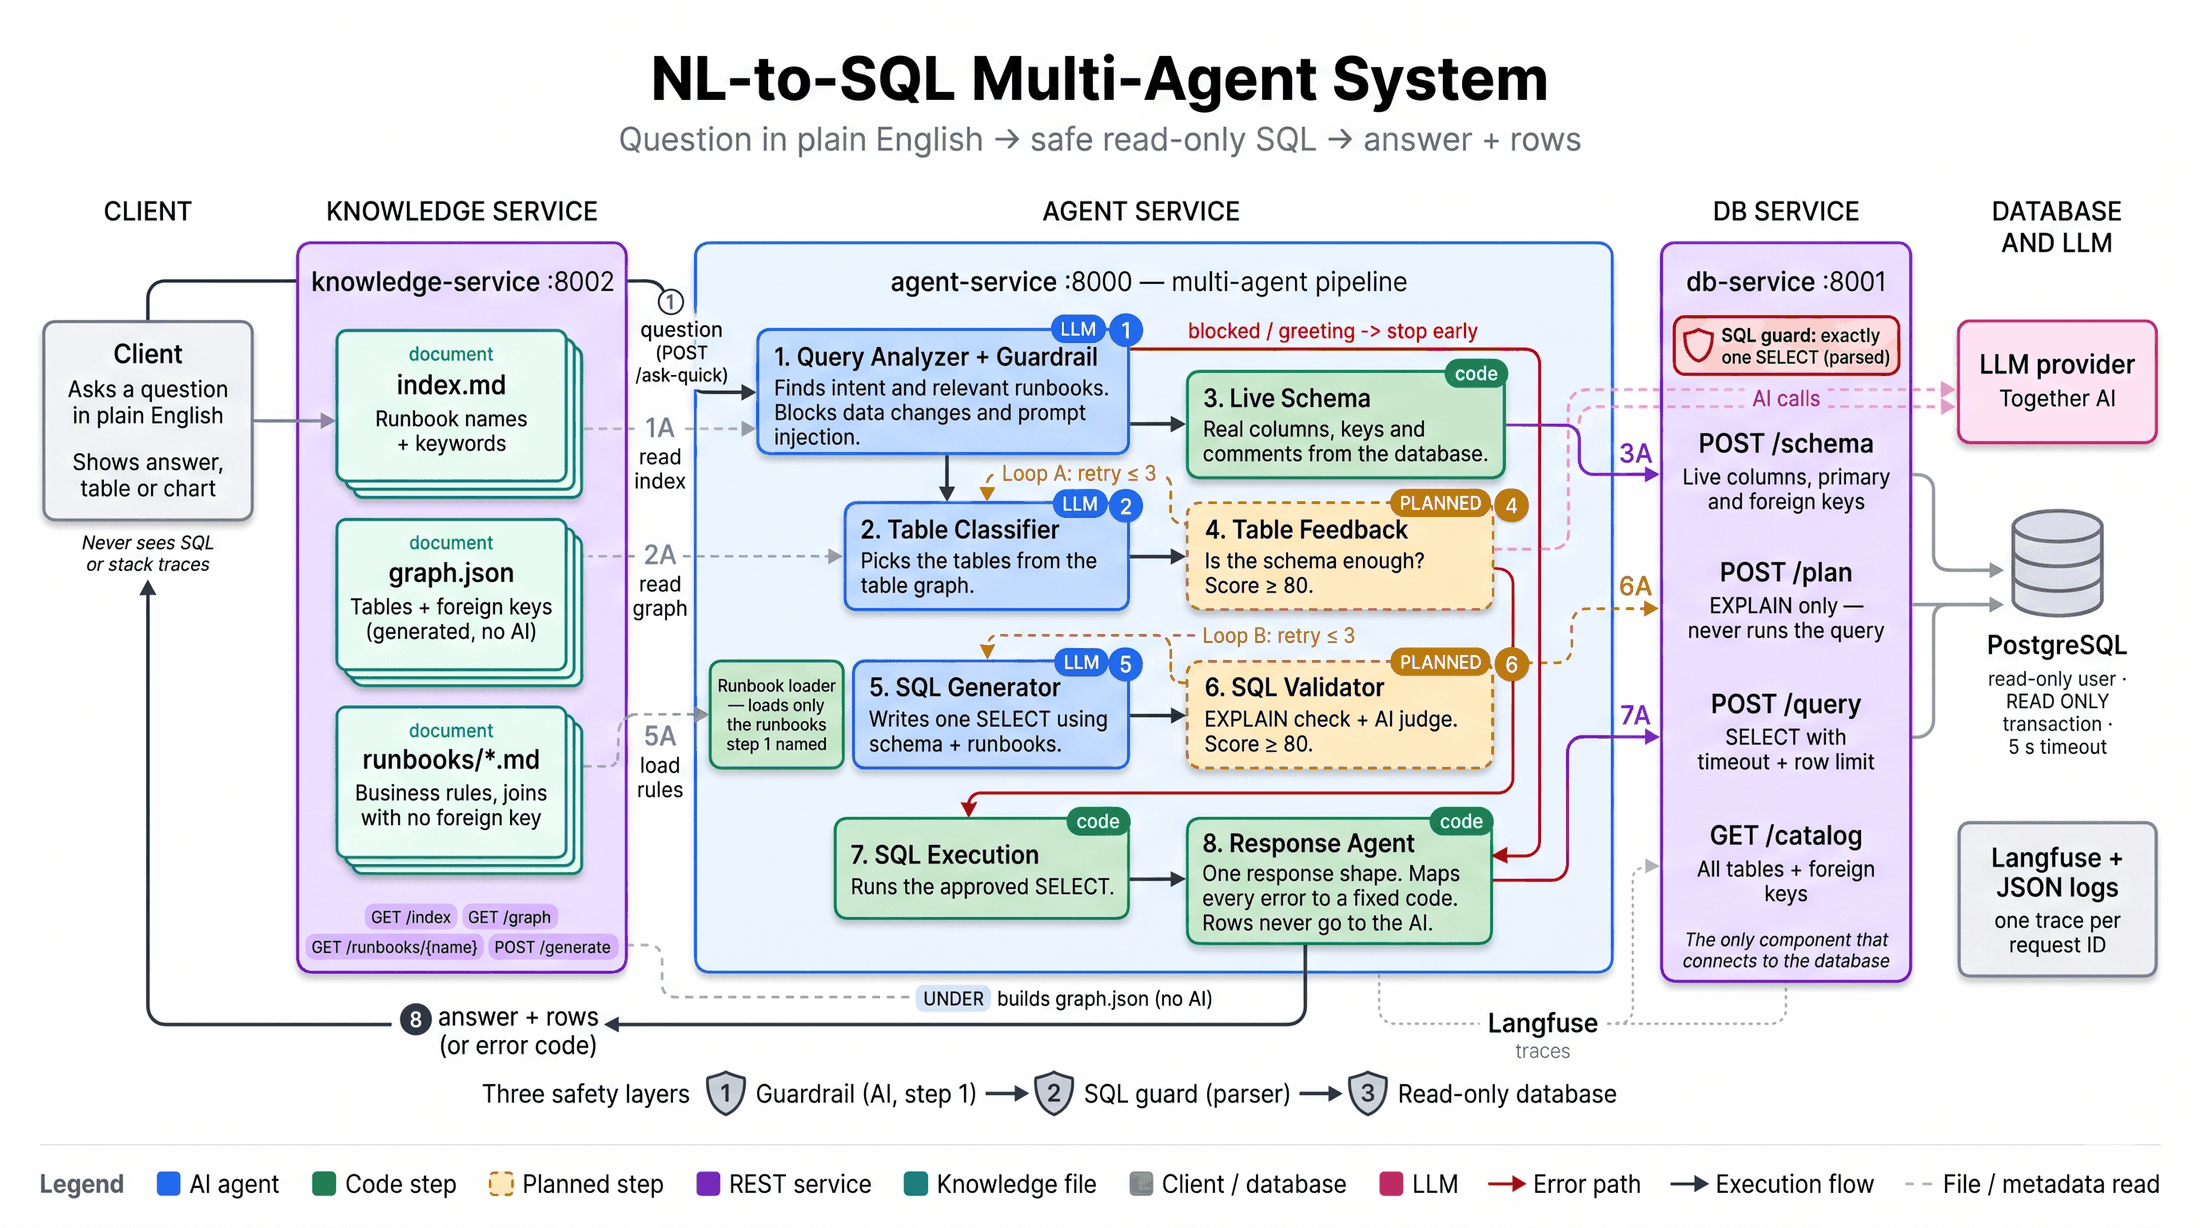 NL-to-SQL Multi-Agent System
Question in plain English → safe read-only SQL → answer + rows
CLIENT
KNOWLEDGE SERVICE
AGENT SERVICE
DB SERVICE
DATABASE
AND LLM
Client
Asks a question
in plain English
Shows answer,
table or chart
Never sees SQL
or stack traces
knowledge-service :8002
document
index.md
Runbook names
+ keywords
document
graph.json
Tables + foreign keys
(generated, no AI)
document
runbooks/*.md
Business rules, joins
with no foreign key
GET /index
GET /graph
GET /runbooks/{name}
POST /generate
1
question
(POST
/ask-quick)
1A
read
index
2A
read
graph
5A
load
rules
agent-service :8000 — multi-agent pipeline
LLM 1
1. Query Analyzer + Guardrail
Finds intent and relevant runbooks.
Blocks data changes and prompt
injection.
blocked / greeting -> stop early
code
3. Live Schema
Real columns, keys and
comments from the database.
Loop A: retry ≤ 3
LLM 2
2. Table Classifier
Picks the tables from the
table graph.
PLANNED 4
4. Table Feedback
Is the schema enough?
Score ≥ 80.
Loop B: retry ≤ 3
Runbook loader
— loads only
the runbooks
step 1 named
LLM 5
5. SQL Generator
Writes one SELECT using
schema + runbooks.
PLANNED 6
6. SQL Validator
EXPLAIN check + AI judge.
Score ≥ 80.
code
7. SQL Execution
Runs the approved SELECT.
code
8. Response Agent
One response shape. Maps
every error to a fixed code.
Rows never go to the AI.
3A
6A
7A
db-service :8001
SQL guard: exactly
one SELECT (parsed)
AI calls
POST /schema
Live columns, primary
and foreign keys
POST /plan
EXPLAIN only —
never runs the query
POST /query
SELECT with
timeout + row limit
GET /catalog
All tables + foreign
keys
The only component that
connects to the database
LLM provider
Together AI
PostgreSQL
read-only user ·
READ ONLY
transaction ·
5 s timeout
Langfuse +
JSON logs
one trace per
request ID
UNDER builds graph.json (no AI)
8 answer + rows
(or error code)
Langfuse
traces
Three safety layers 1 Guardrail (AI, step 1) 2 SQL guard (parser) 3 Read-only database
Legend AI agent Code step Planned step REST service Knowledge file Client / database LLM Error path Execution flow File / metadata read